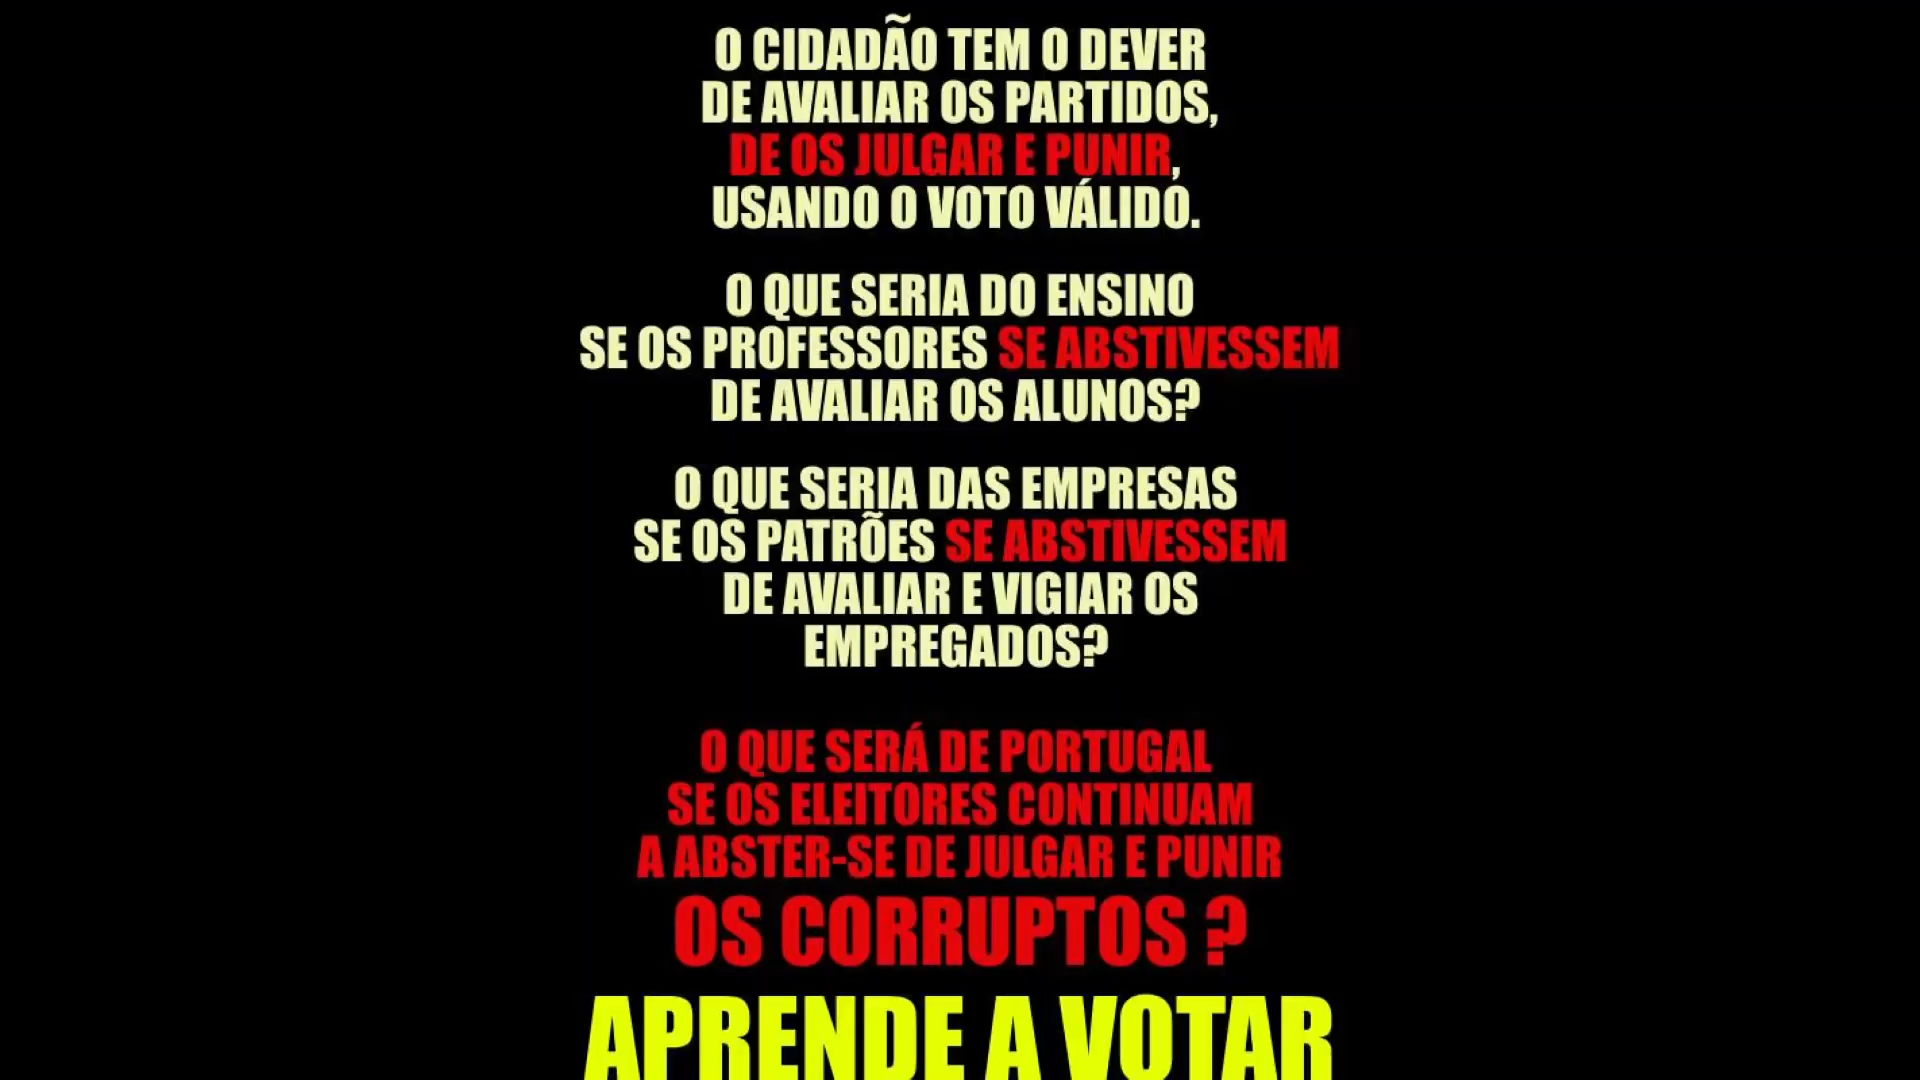 O CIDADÃO TEM O DEVER
DE AVALIAR OS PARTIDOS,
DE OS JULGAR E PUNIR,
USANDO O VOTO VÁLIDO.
O QUE SERIA DO ENSINO
SE OS PROFESSORES SE ABSTIVESSEM
DE AVALIAR OS ALUNOS?
O QUE SERIA DAS EMPRESAS
SE OS PATRÕES SE ABSTIVESSEM
DE AVALIAR E VIGIAR OS
EMPREGADOS?
O QUE SERÁ DE PORTUGAL
SE OS ELEITORES CONTINUAM
A ABSTER-SE DE JULGAR E PUNIR
OS CORRUPTOS ?
APRENDE A VOTAR